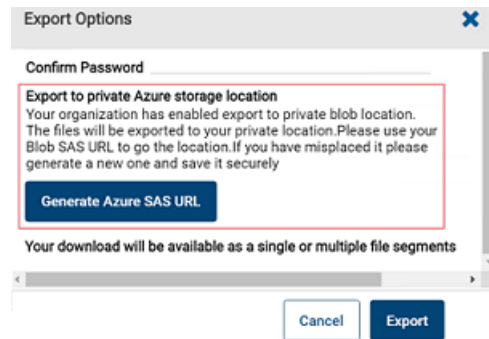 Export Options
Confirm Password
Export to private Azure storage location
Your organization has enabled export to private blob location.
The files will be exported to your private location.Please use your
Blob SAS URL to go the location.If you have misplaced it please
generate a new one and save it securely
Generate Azure SAS URL
Your download will be available as a single or multiple file segments
Cancel
Export